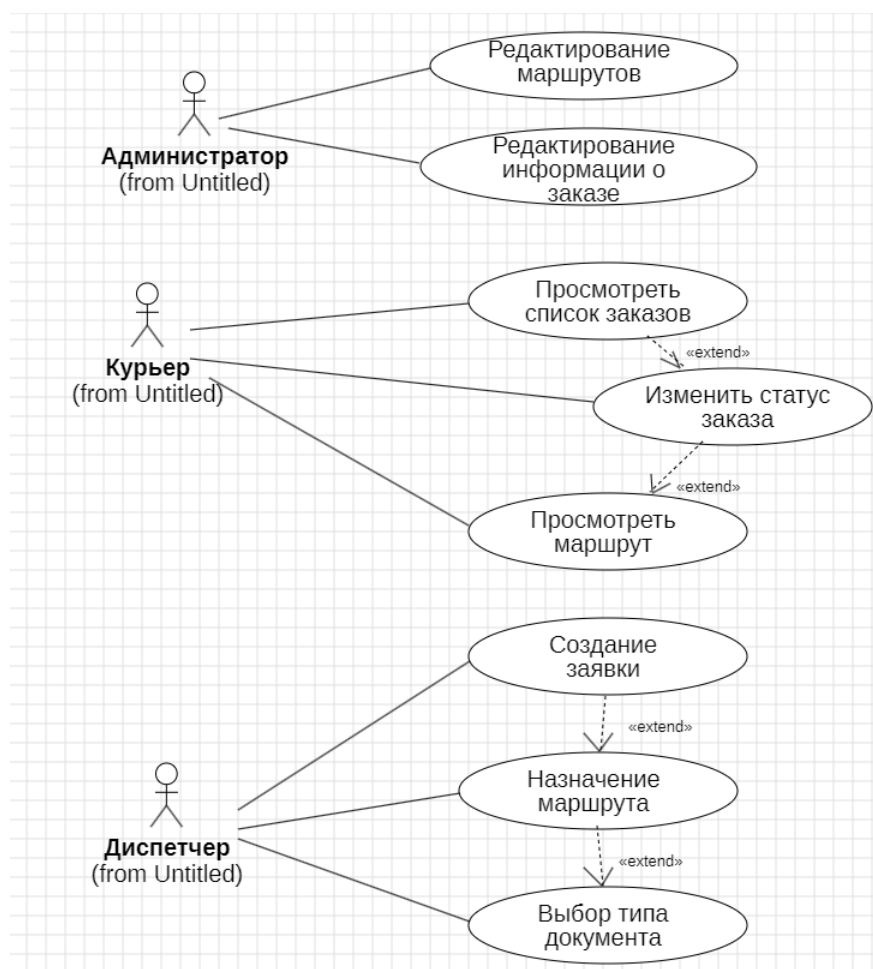 Редактирование
маршрутов
Администратор
(from Untitled)
Редактирование
информации о
заказе
Просмотреть
список заказов
«extend»
Курьер
(from Untitled)
Изменить статус
заказа
«extend»
Просмотреть
маршрут
Создание
заявки
«extend»
Назначение
маршрута
Диспетчер
(from Untitled)
«extend»
Выбор типа
документа